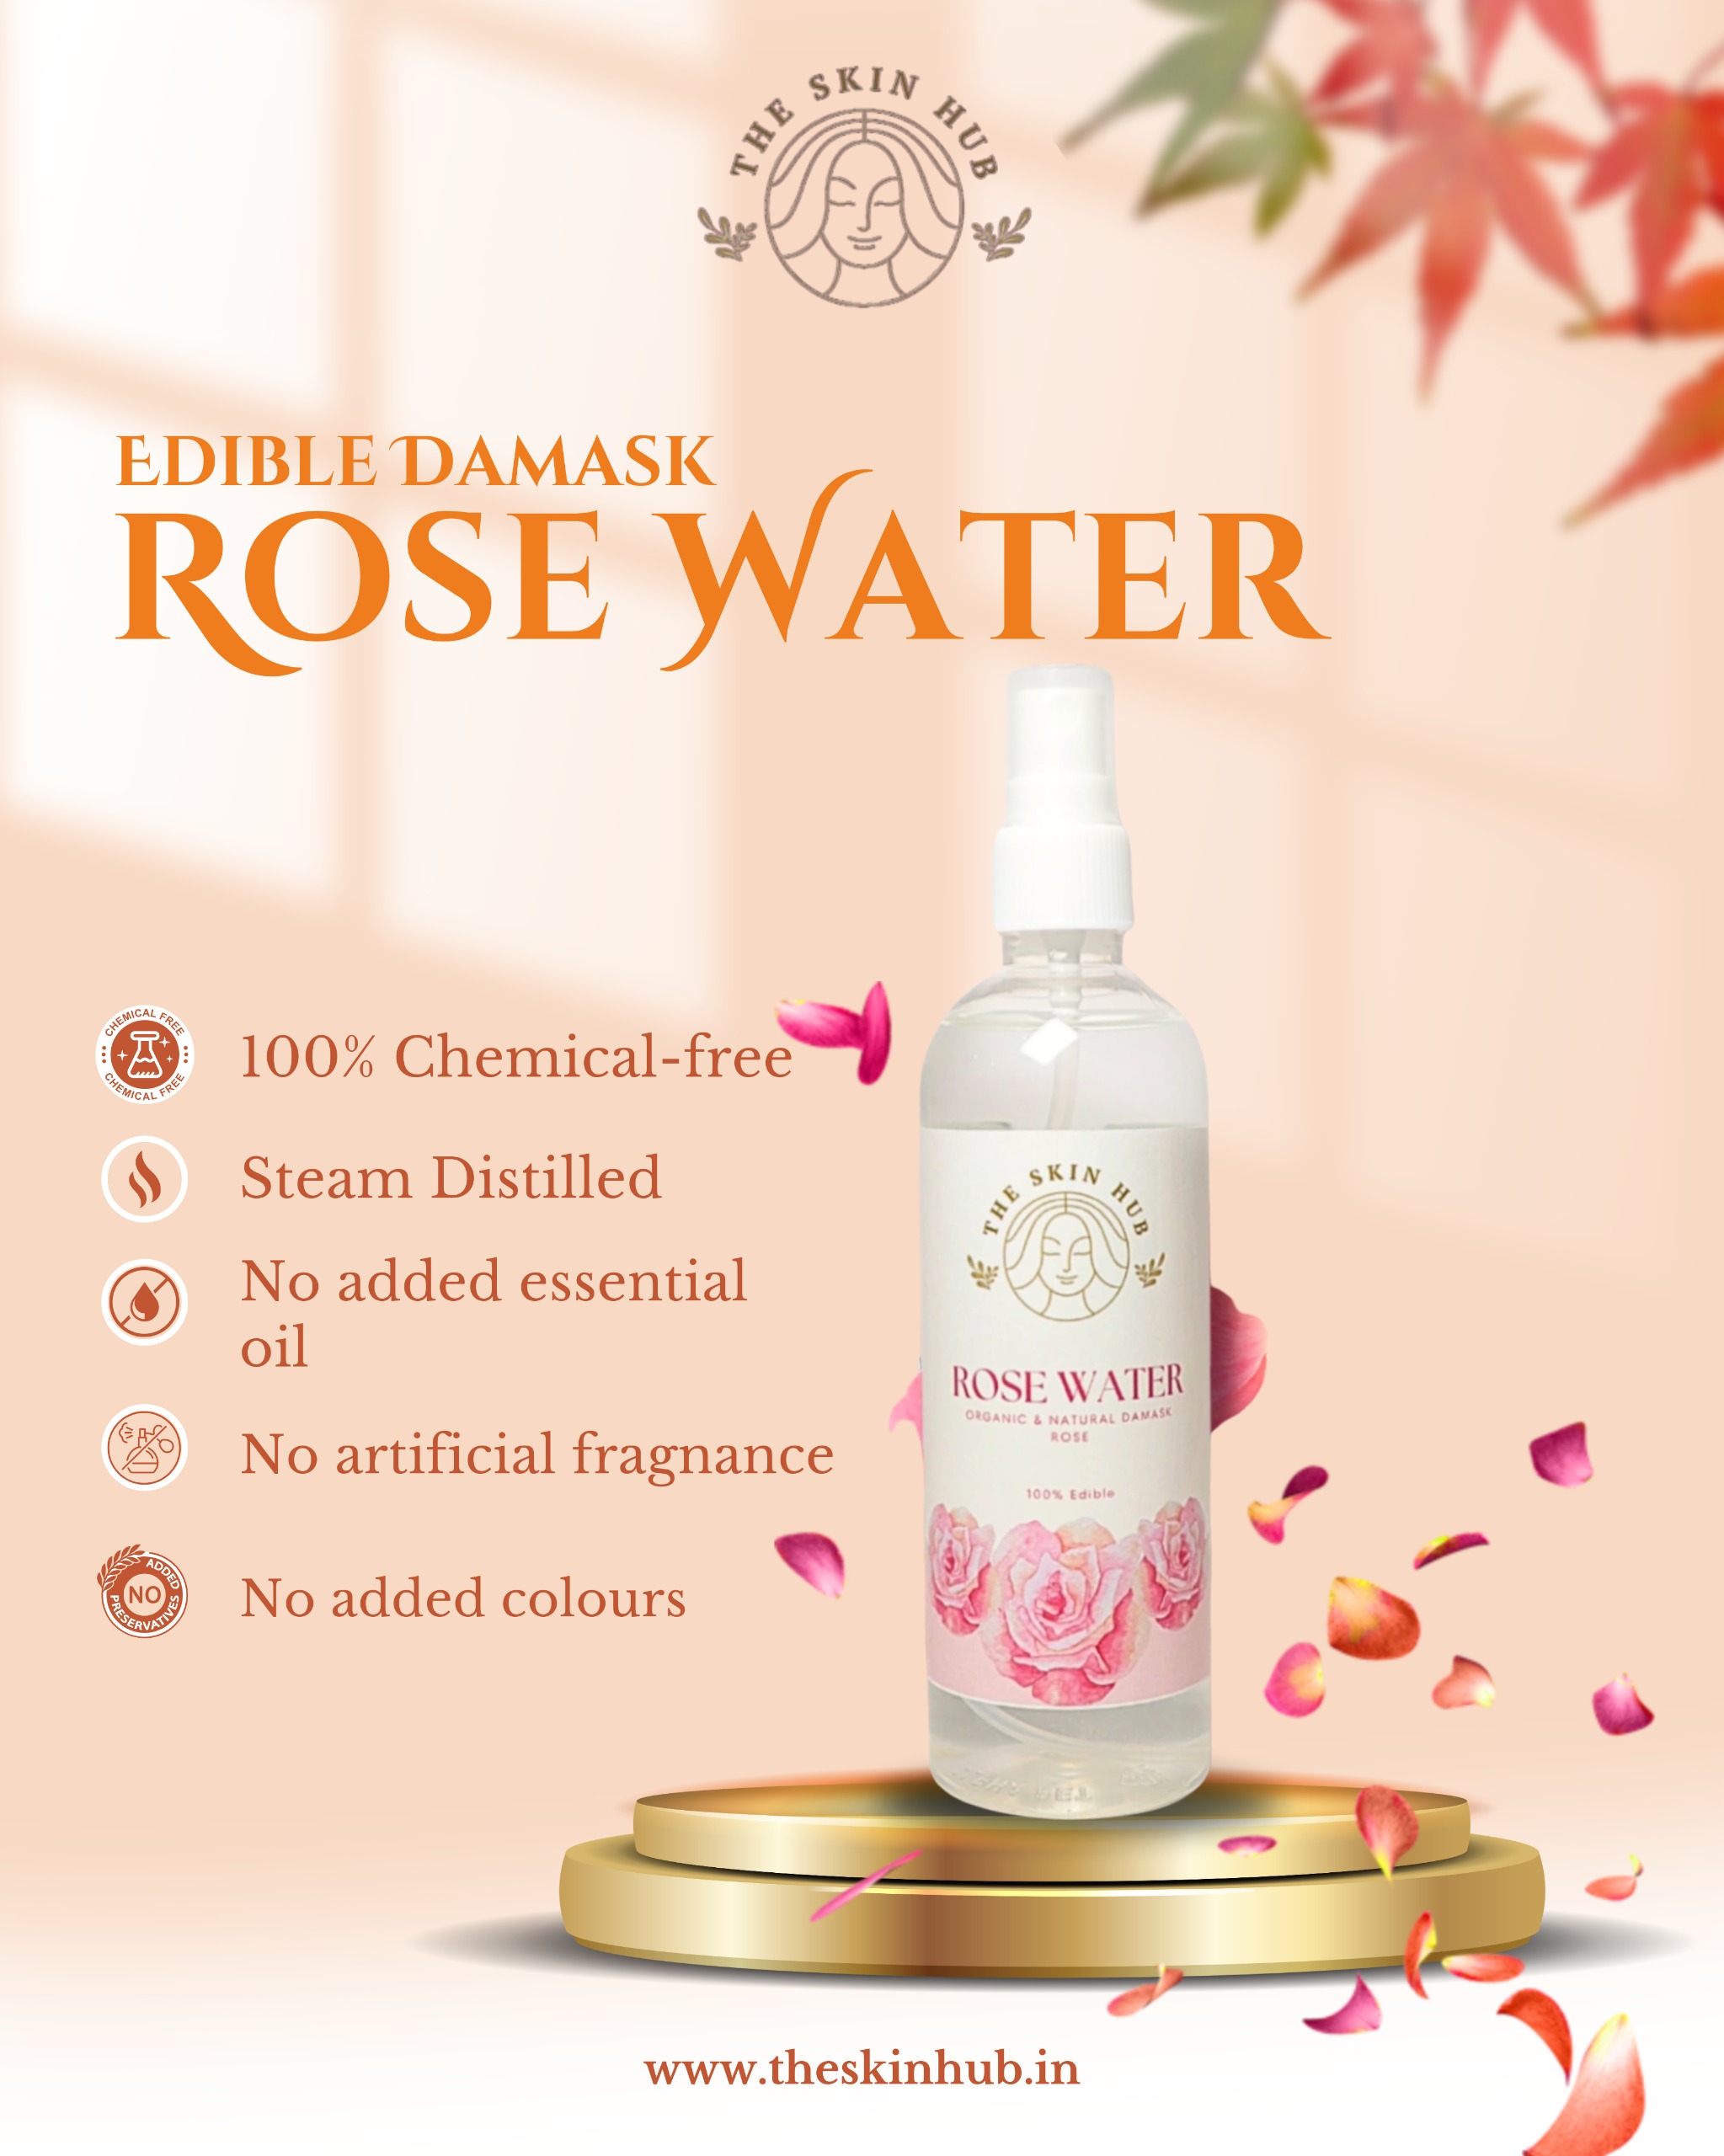 THE SKIN HUB
EDIBLE DAMASK
ROSE WATER
CHEMICAL FREE
CHEMICAL FREE
100% Chemical-free
Steam Distilled
No added essential
oil
No artificial fragnance
ADDED
NO
PRESERVATIVES
No added colours
THE SKIN HUB
ROSE WATER
ORGANIC & NATURAL DAMASK
ROSE
100% Edible
www.theskinhub.in